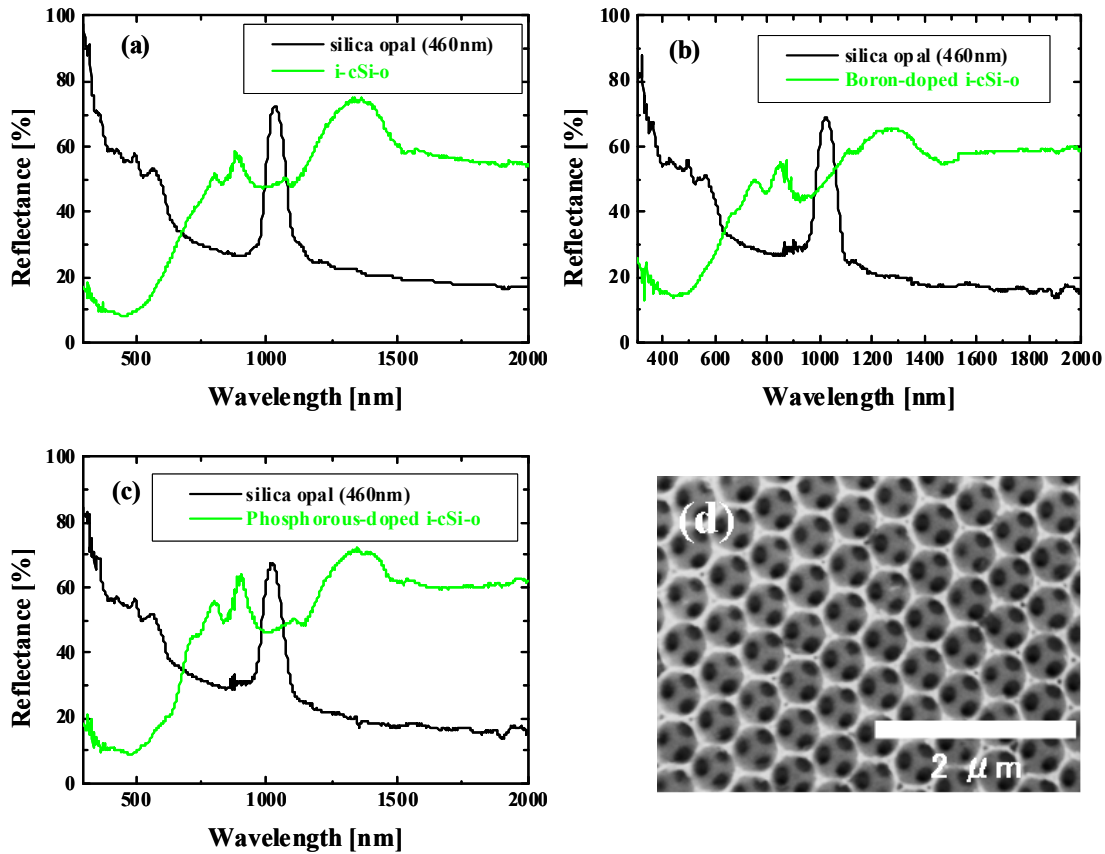 (a)
silica opal (460nm)
i-cSi-o
Reflectance [%]
100
80
60
40
20
0
500
1000
1500
2000
Wavelength [nm]
(b)
silica opal (460nm)
Boron-doped i-cSi-o
Reflectance [%]
100
80
60
40
20
0
400
600
800
1000
1200
1400
1600
1800
2000
Wavelength [nm]
(c)
silica opal (460nm)
Phosphorous-doped i-cSi-o
Reflectance [%]
100
80
60
40
20
0
500
1000
1500
2000
Wavelength [nm]
(d)
2 μm